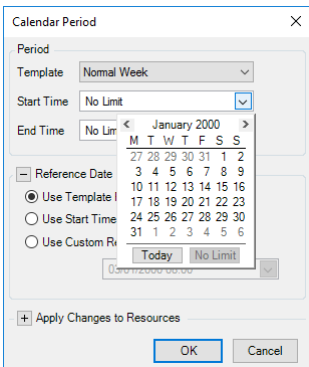 Calendar Period
Period
Template Normal Week
Start Time No Limit
End Time No Lim
< January 2000 >
M T W T F S S
27 28 29 30 31 1 2
3 4 5 6 7 8 9
10 11 12 13 14 15 16
17 18 19 20 21 22 23
24 25 26 27 28 29 30
31 1 2 3 4 5 6
Today No Limit
Reference Date
Use Template
Use Start Time
Use Custom Re
Apply Changes to Resources
OK Cancel